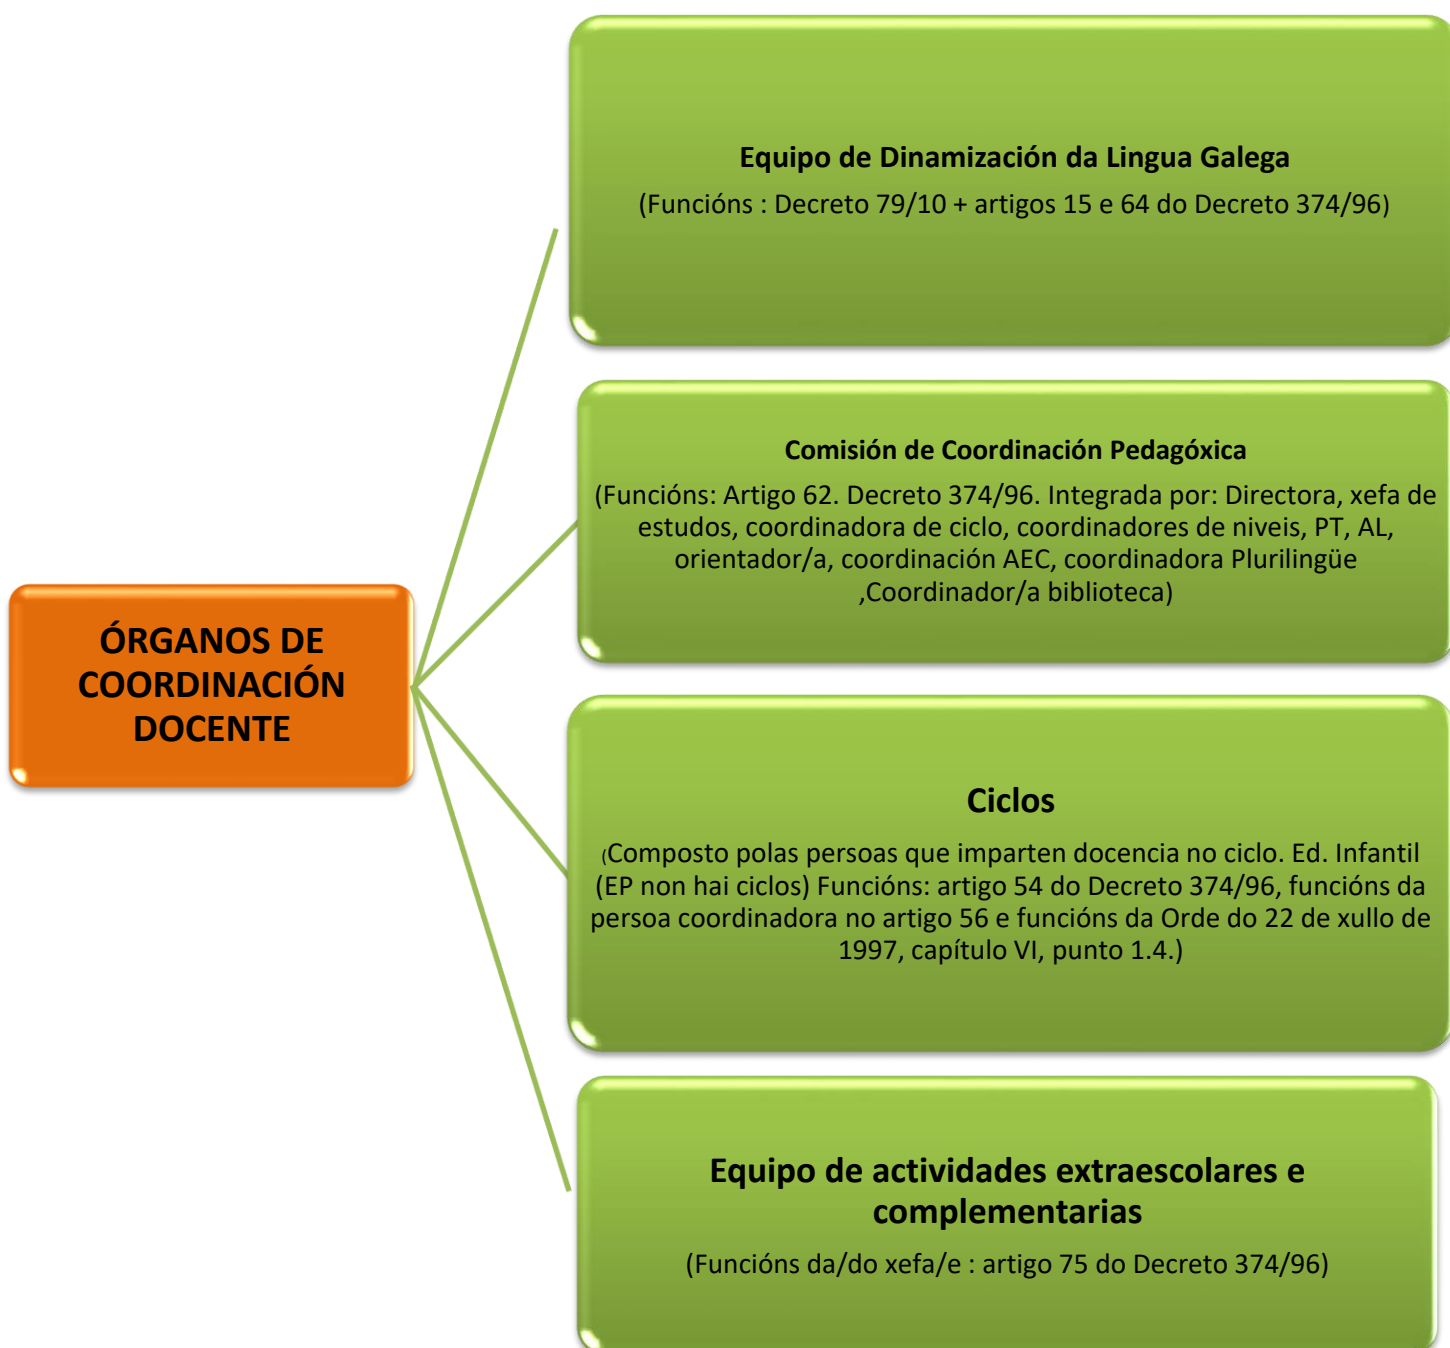 Equipo de Dinamización da Lingua Galega
(Funcións : Decreto 79/10 + artigos 15 e 64 do Decreto 374/96)
Comisión de Coordinación Pedagóxica
(Funcións: Artigo 62. Decreto 374/96. Integrada por: Directora, xefa de
estudos, coordinadora de ciclo, coordinadores de niveis, PT, AL,
orientador/a, coordinación AEC, coordinadora Plurilingüe
,Coordinador/a biblioteca)
ÓRGANOS DE
COORDINACIÓN
DOCENTE
Ciclos
(Composto polas persoas que imparten docencia no ciclo. Ed. Infantil
(EP non hai ciclos) Funcións: artigo 54 do Decreto 374/96, funcións da
persoa coordinadora no artigo 56 e funcións da Orde do 22 de xullo de
1997, capítulo VI, punto 1.4.)
Equipo de actividades extraescolares e
complementarias
(Funcións da/do xefa/e : artigo 75 do Decreto 374/96)